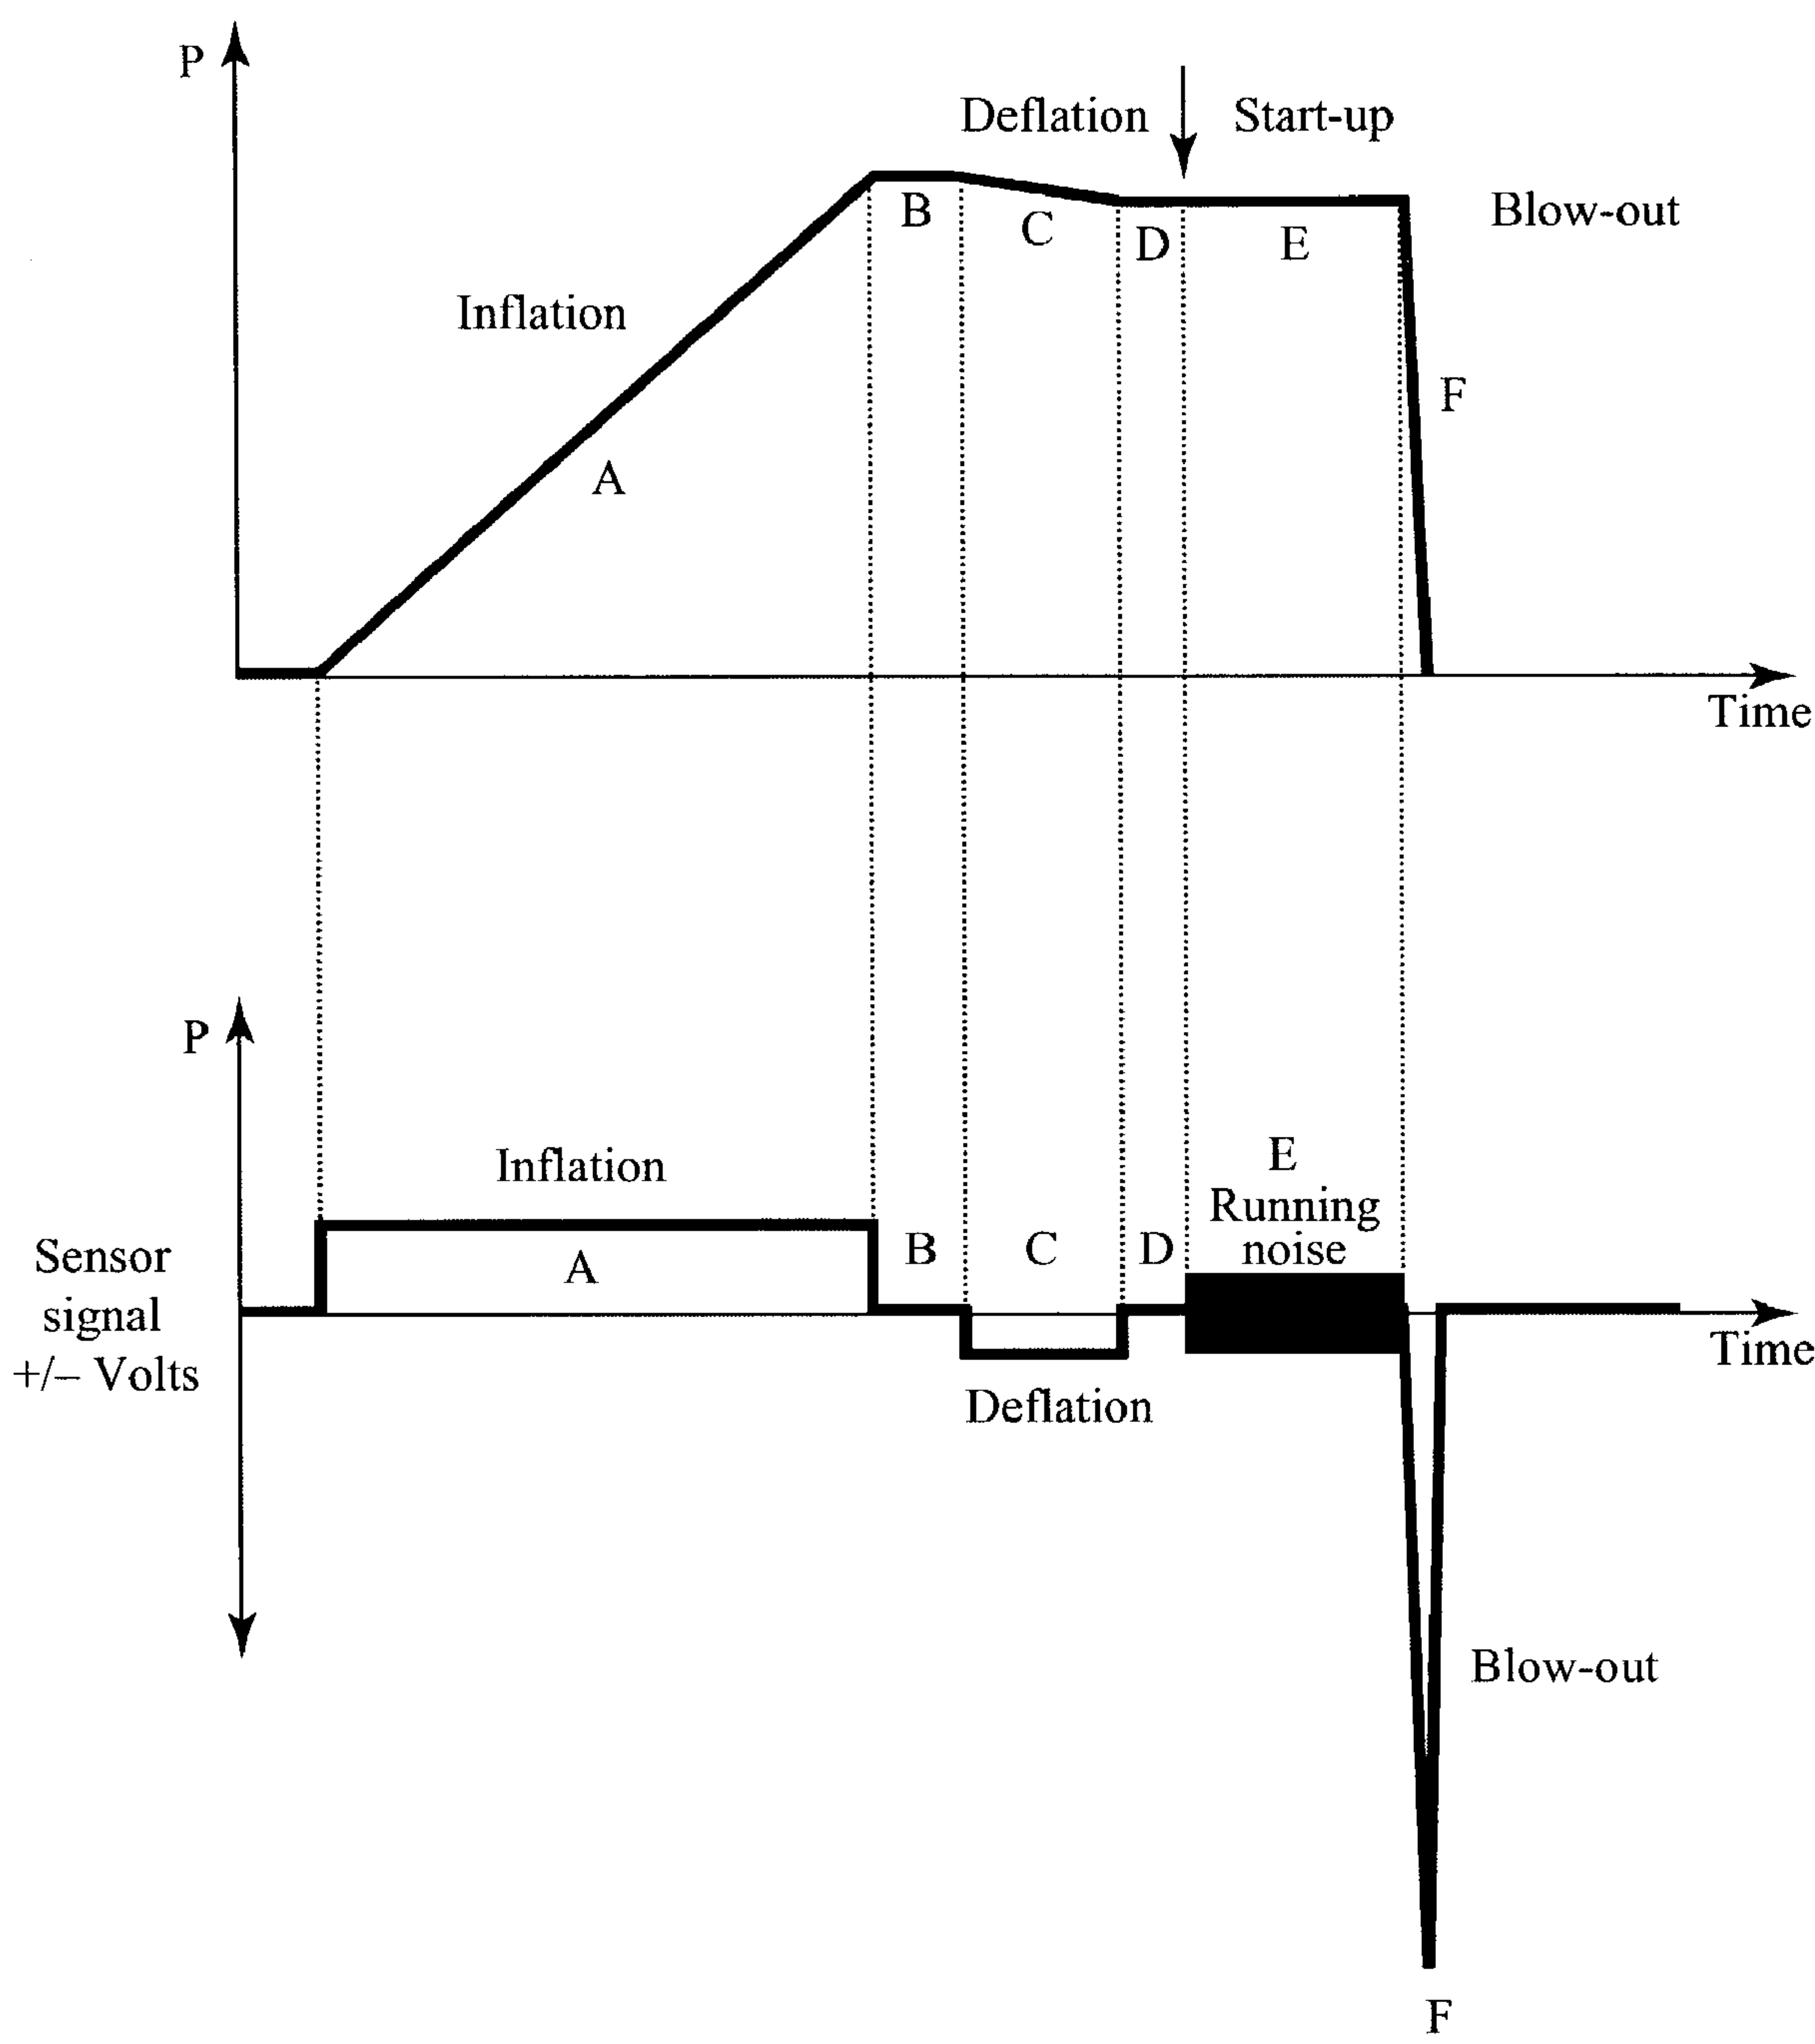 P
Deflation
Start-up
Blow-out
B
C
D
E
Inflation
F
A
Time
P
E
Inflation
Running
noise
Sensor
signal
+/– Volts
A
B
C
D
Time
Deflation
Blow-out
F